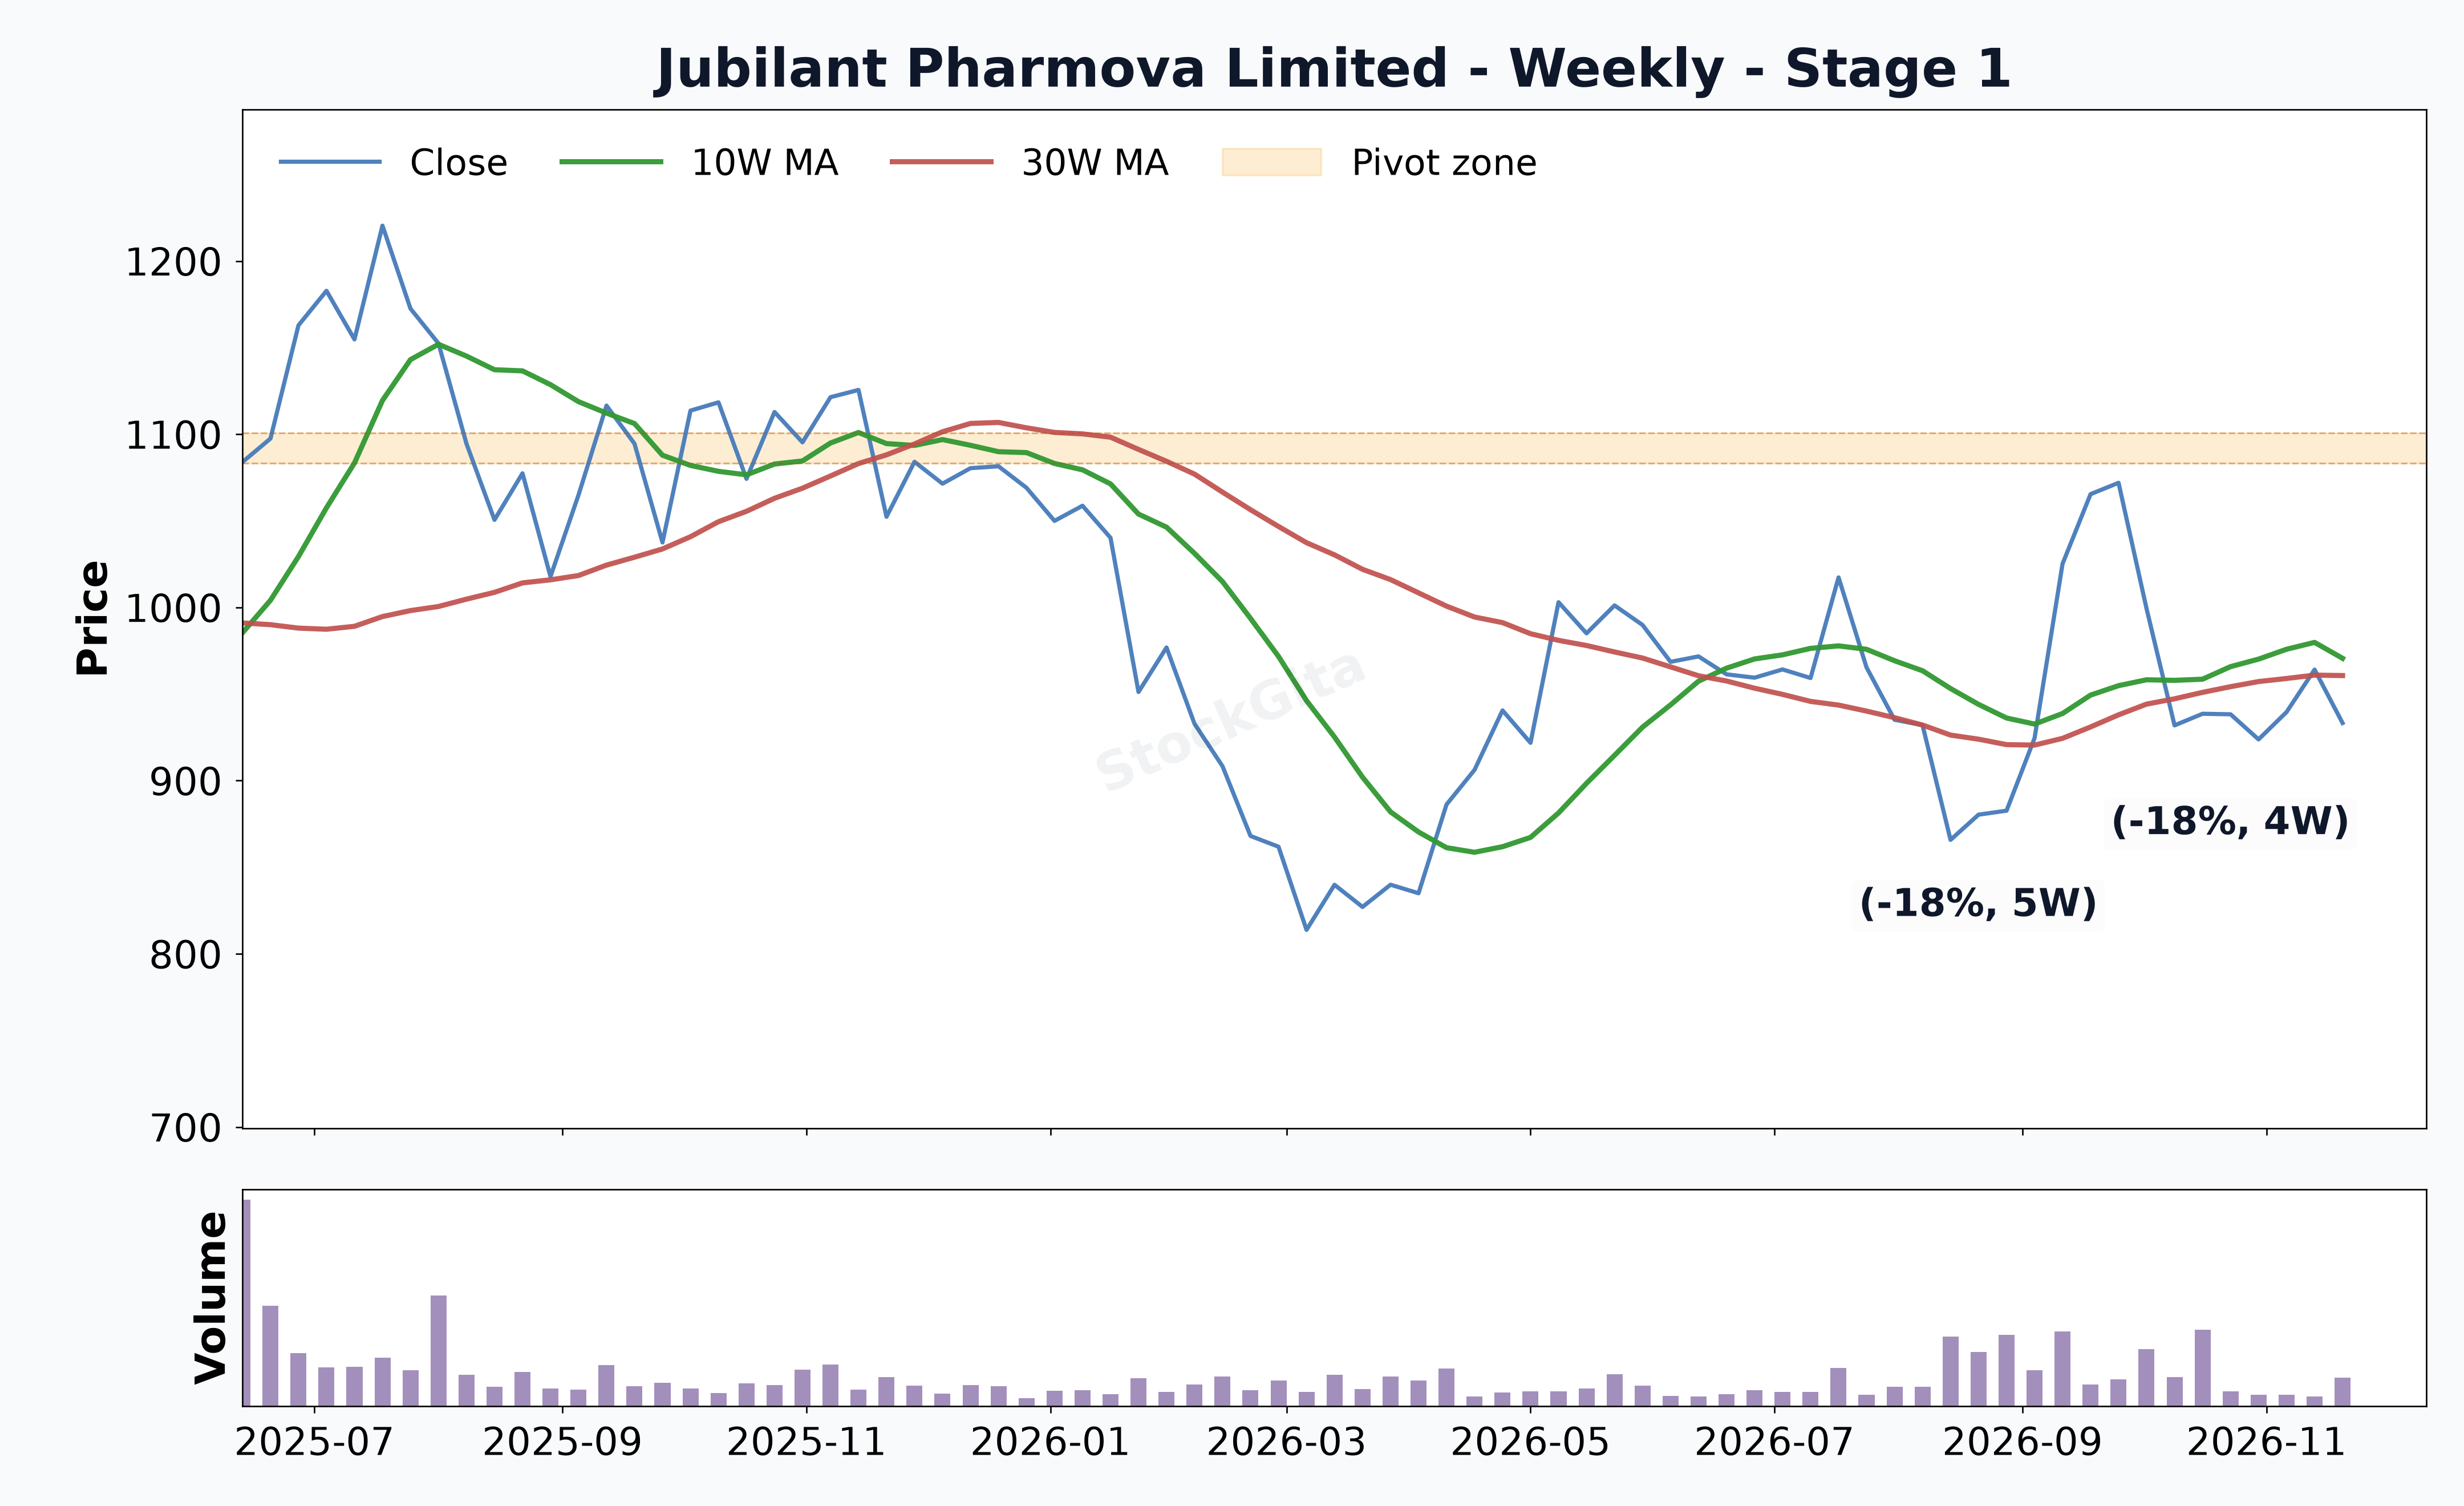 Jubilant Pharmova Limited - Weekly - Stage 1
Close 10W MA 30W MA Pivot zone
1200
1100
1000
900
800
700
Price
StockGita
(-18%, 4W)
(-18%, 5W)
Volume
2025-07 2025-09 2025-11 2026-01 2026-03 2026-05 2026-07 2026-09 2026-11